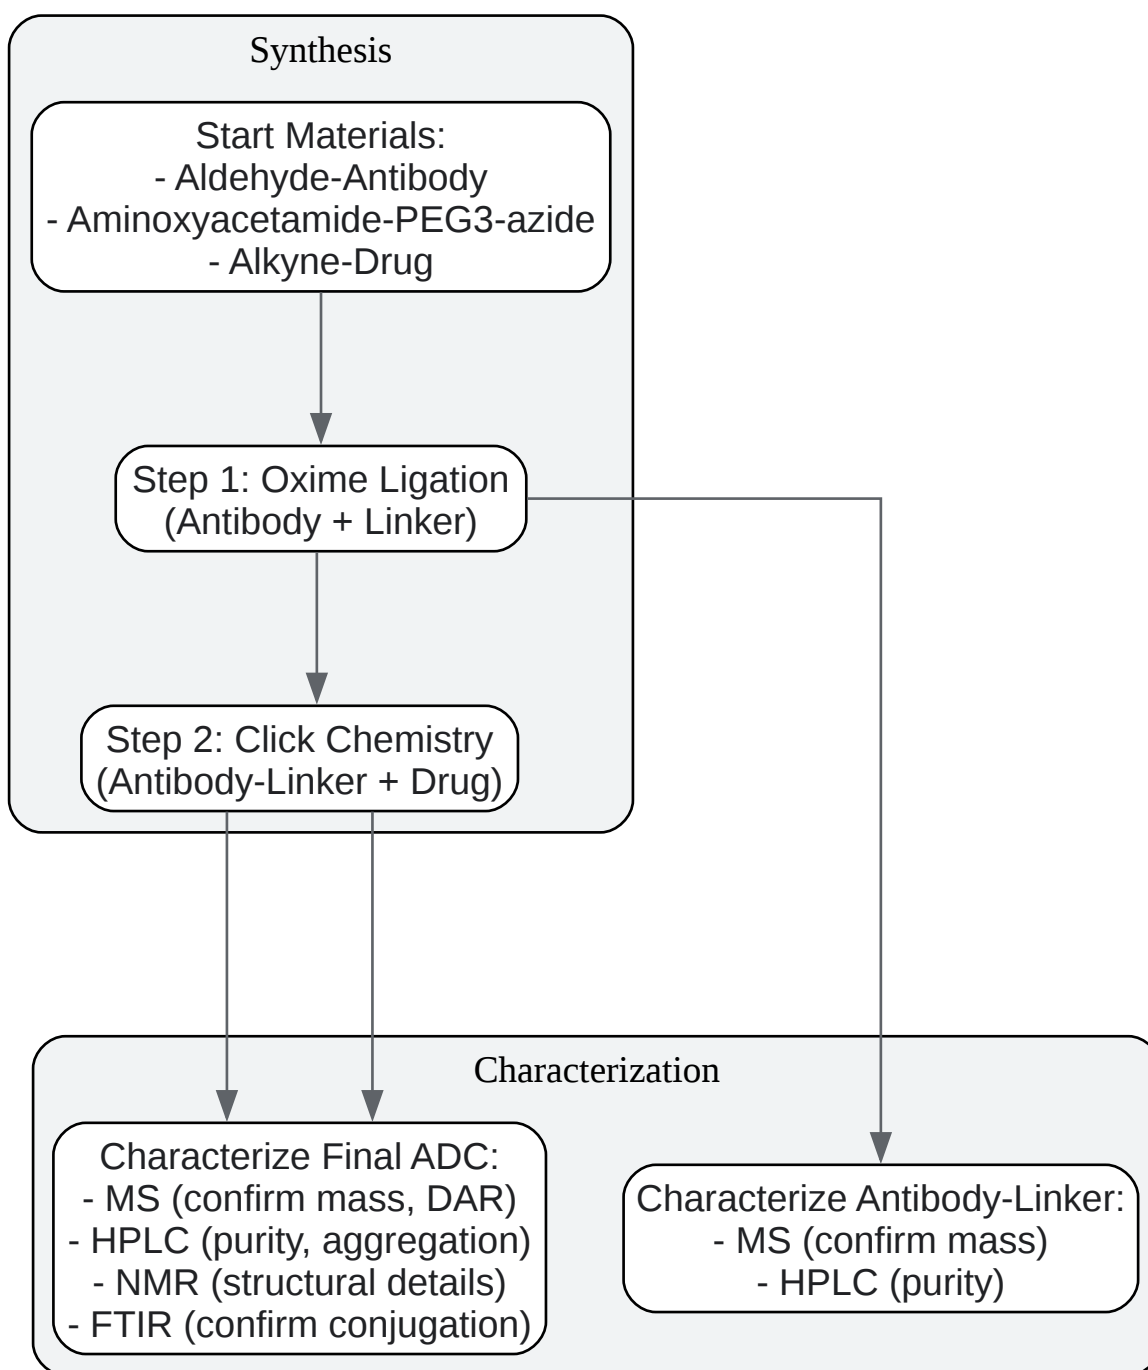 Synthesis
Start Materials:
- Aldehyde-Antibody
- Aminoxyacetamide-PEG3-azide
- Alkyne-Drug
Step 1: Oxime Ligation
(Antibody + Linker)
Step 2: Click Chemistry
(Antibody-Linker + Drug)
Characterization
Characterize Final ADC:
- MS (confirm mass, DAR)
- HPLC (purity, aggregation)
- NMR (structural details)
- FTIR (confirm conjugation)
Characterize Antibody-Linker:
- MS (confirm mass)
- HPLC (purity)